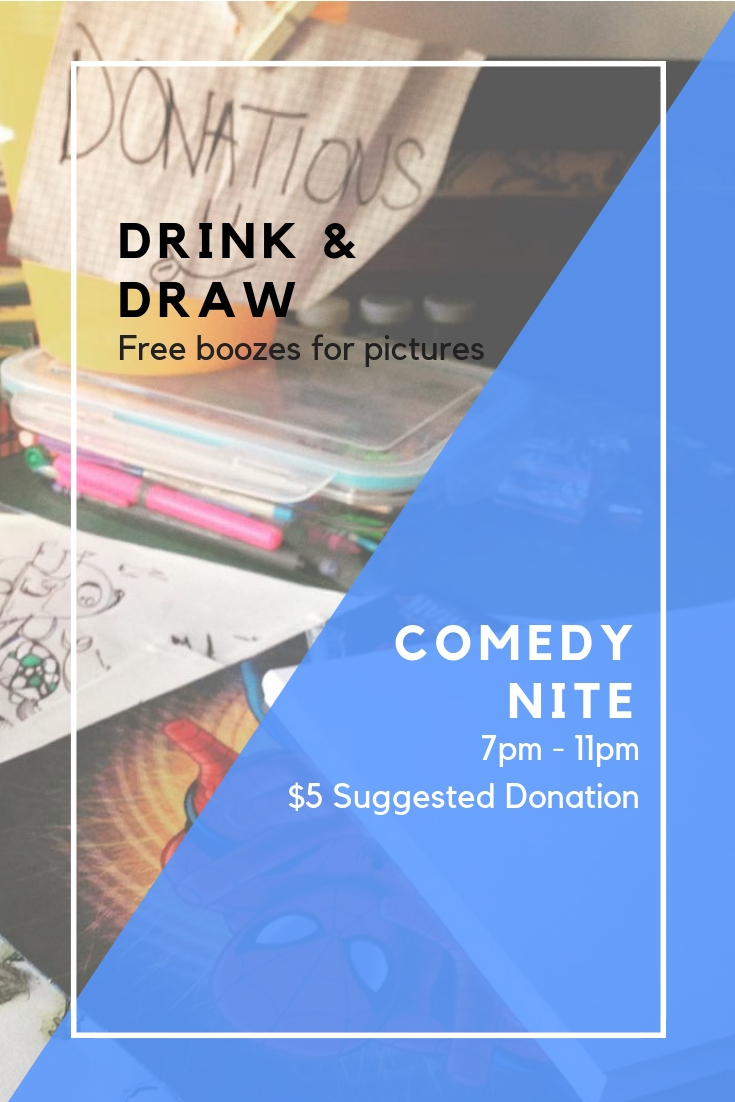 DONATIONS
DRINK &
DRAW
Free boozes for pictures
COMEDY
NITE
7pm - 11pm
$5 Suggested Donation